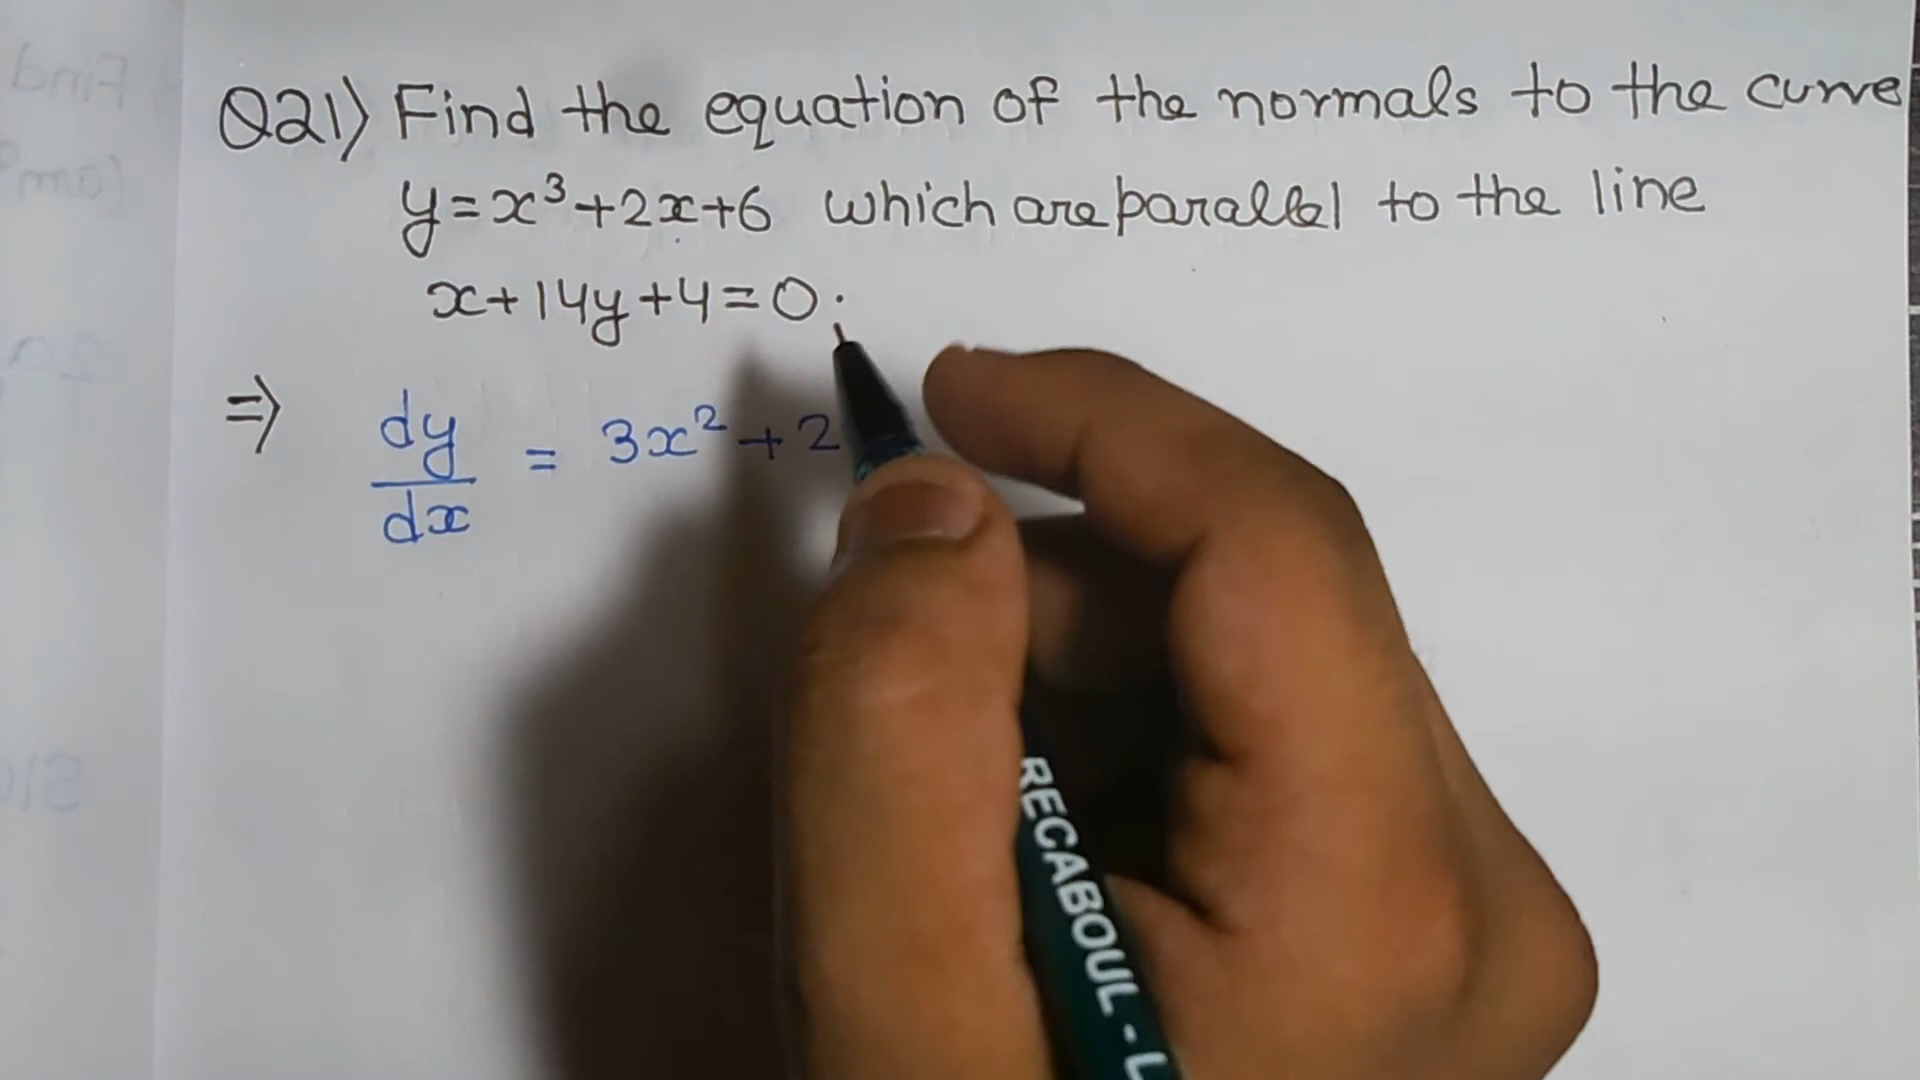 Q21) Find the equation of the normals to the curve
y=x³+2x+6 which are parallel to the line
x+14y+4=0.
⇒ dy/dx = 3x²+2
RECABOUL-L